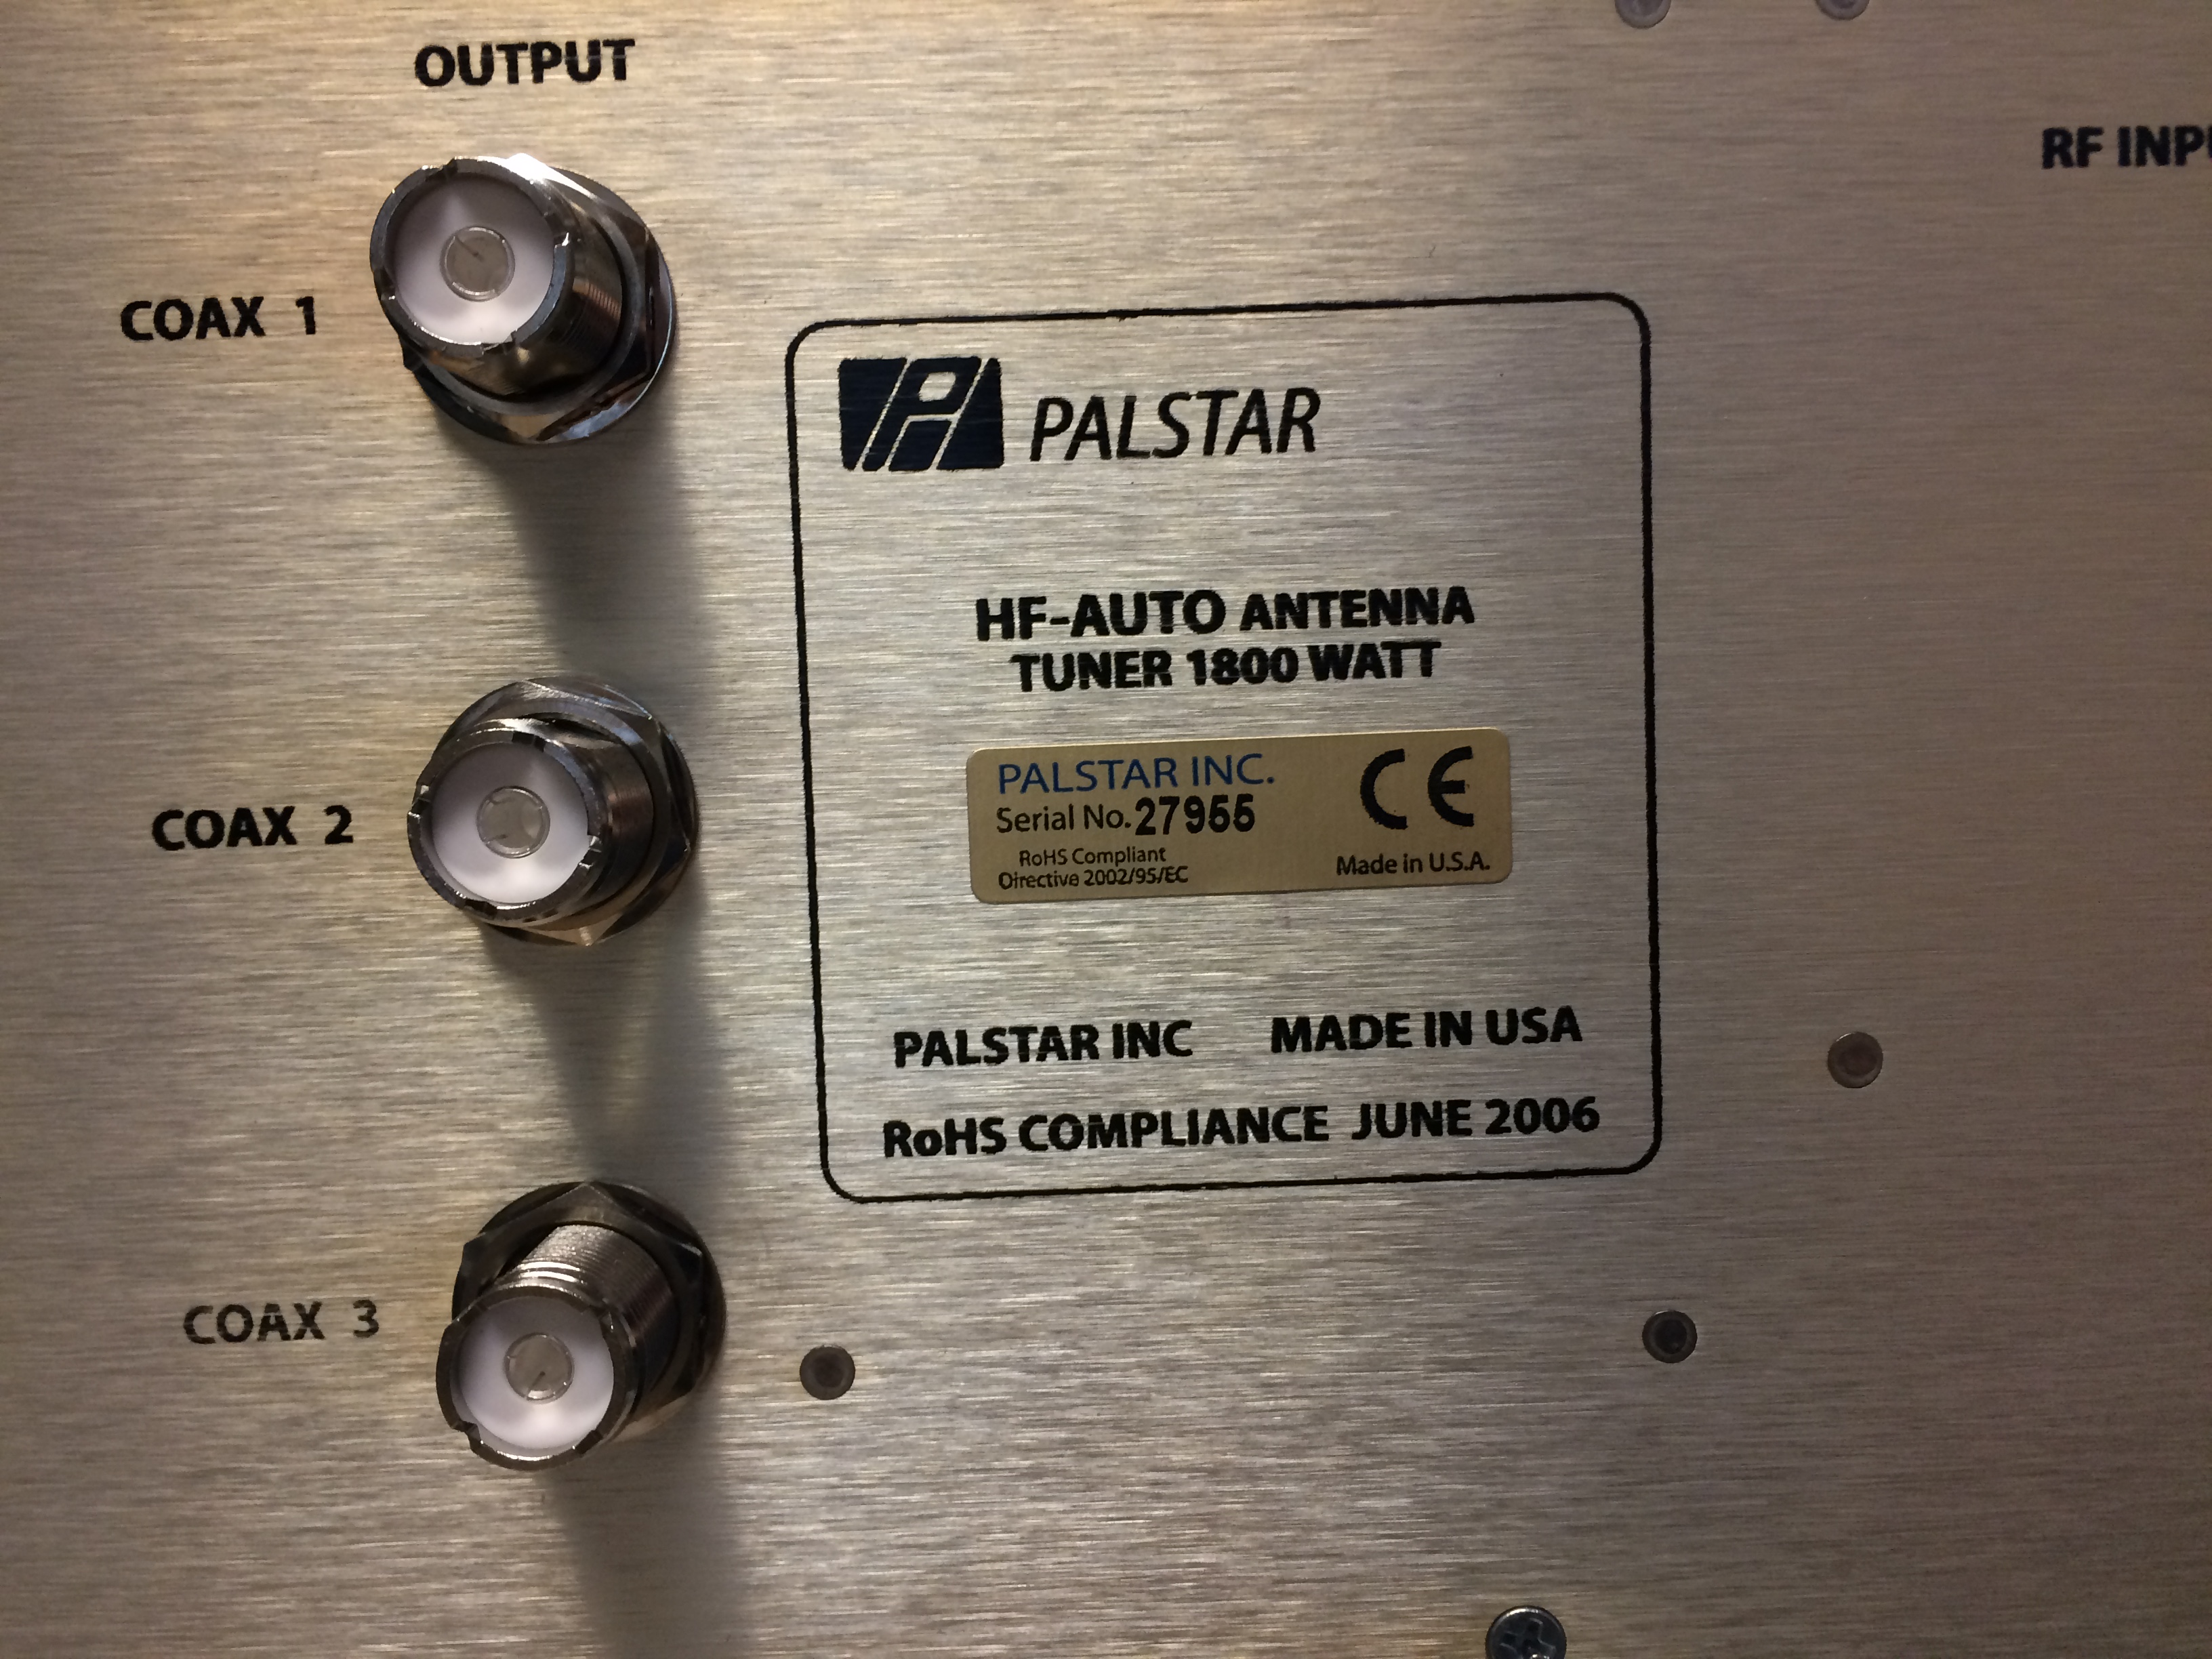 OUTPUT
RF INPU
COAX 1
PALSTAR
HF-AUTO ANTENNA
TUNER 1800 WATT
PALSTAR INC.
CE
Serial No. 27955
RoHS Compliant
Directive 2002/95/EC
Made in U.S.A.
COAX 2
PALSTAR INC MADE IN USA
RoHS COMPLIANCE JUNE 2006
COAX 3